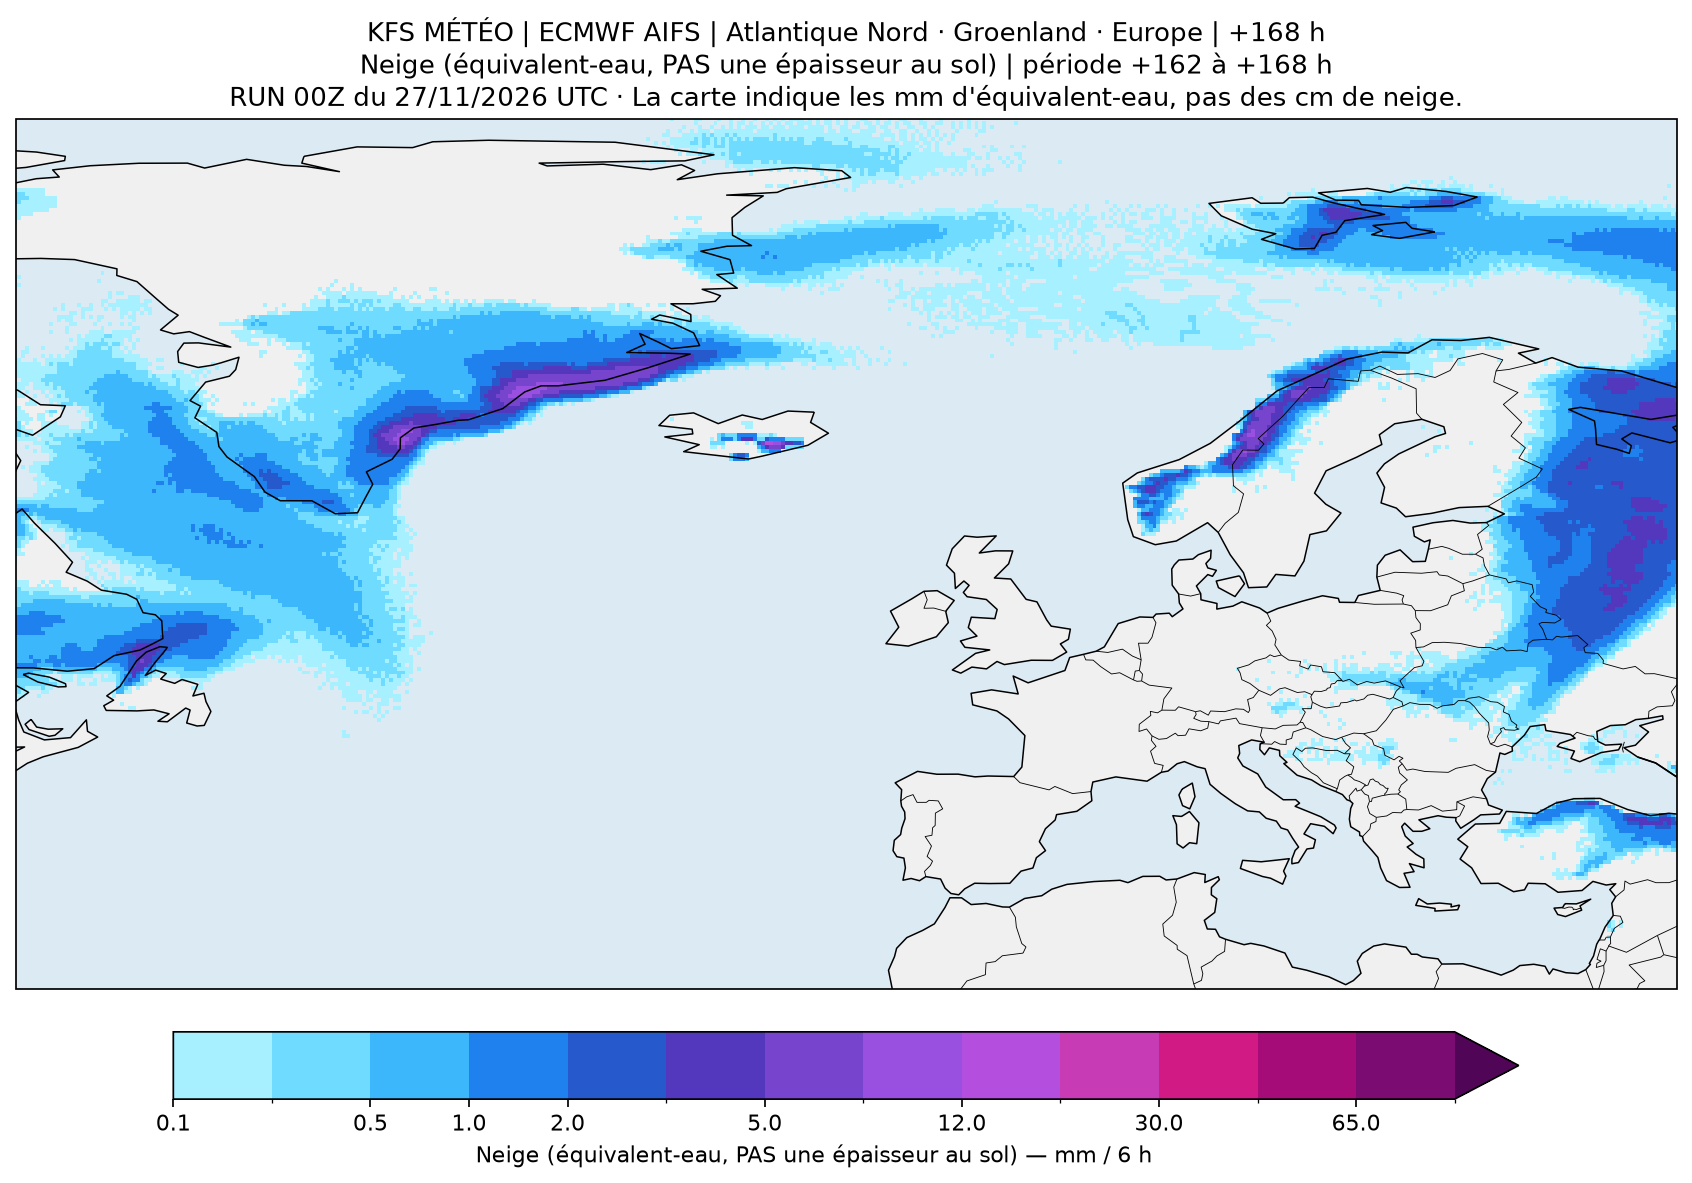 KFS MÉTÉO | ECMWF AIFS | Atlantique Nord · Groenland · Europe | +168 h
Neige (équivalent-eau, PAS une épaisseur au sol) | période +162 à +168 h
RUN 00Z du 27/11/2026 UTC · La carte indique les mm d'équivalent-eau, pas des cm de neige.
0.1 0.5 1.0 2.0 5.0 12.0 30.0 65.0
Neige (équivalent-eau, PAS une épaisseur au sol) — mm / 6 h